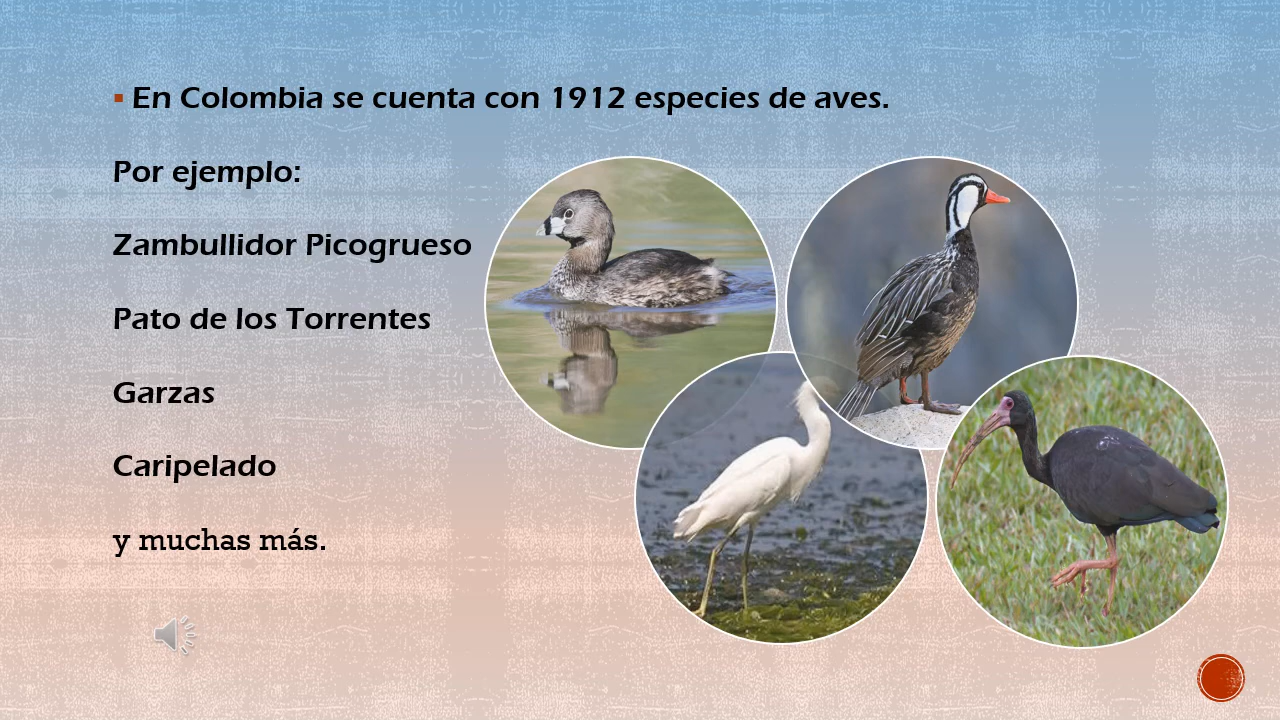 ▪ En Colombia se cuenta con 1912 especies de aves.
Por ejemplo:
Zambullidor Picogrueso
Pato de los Torrentes
Garzas
Caripelado
y muchas más.